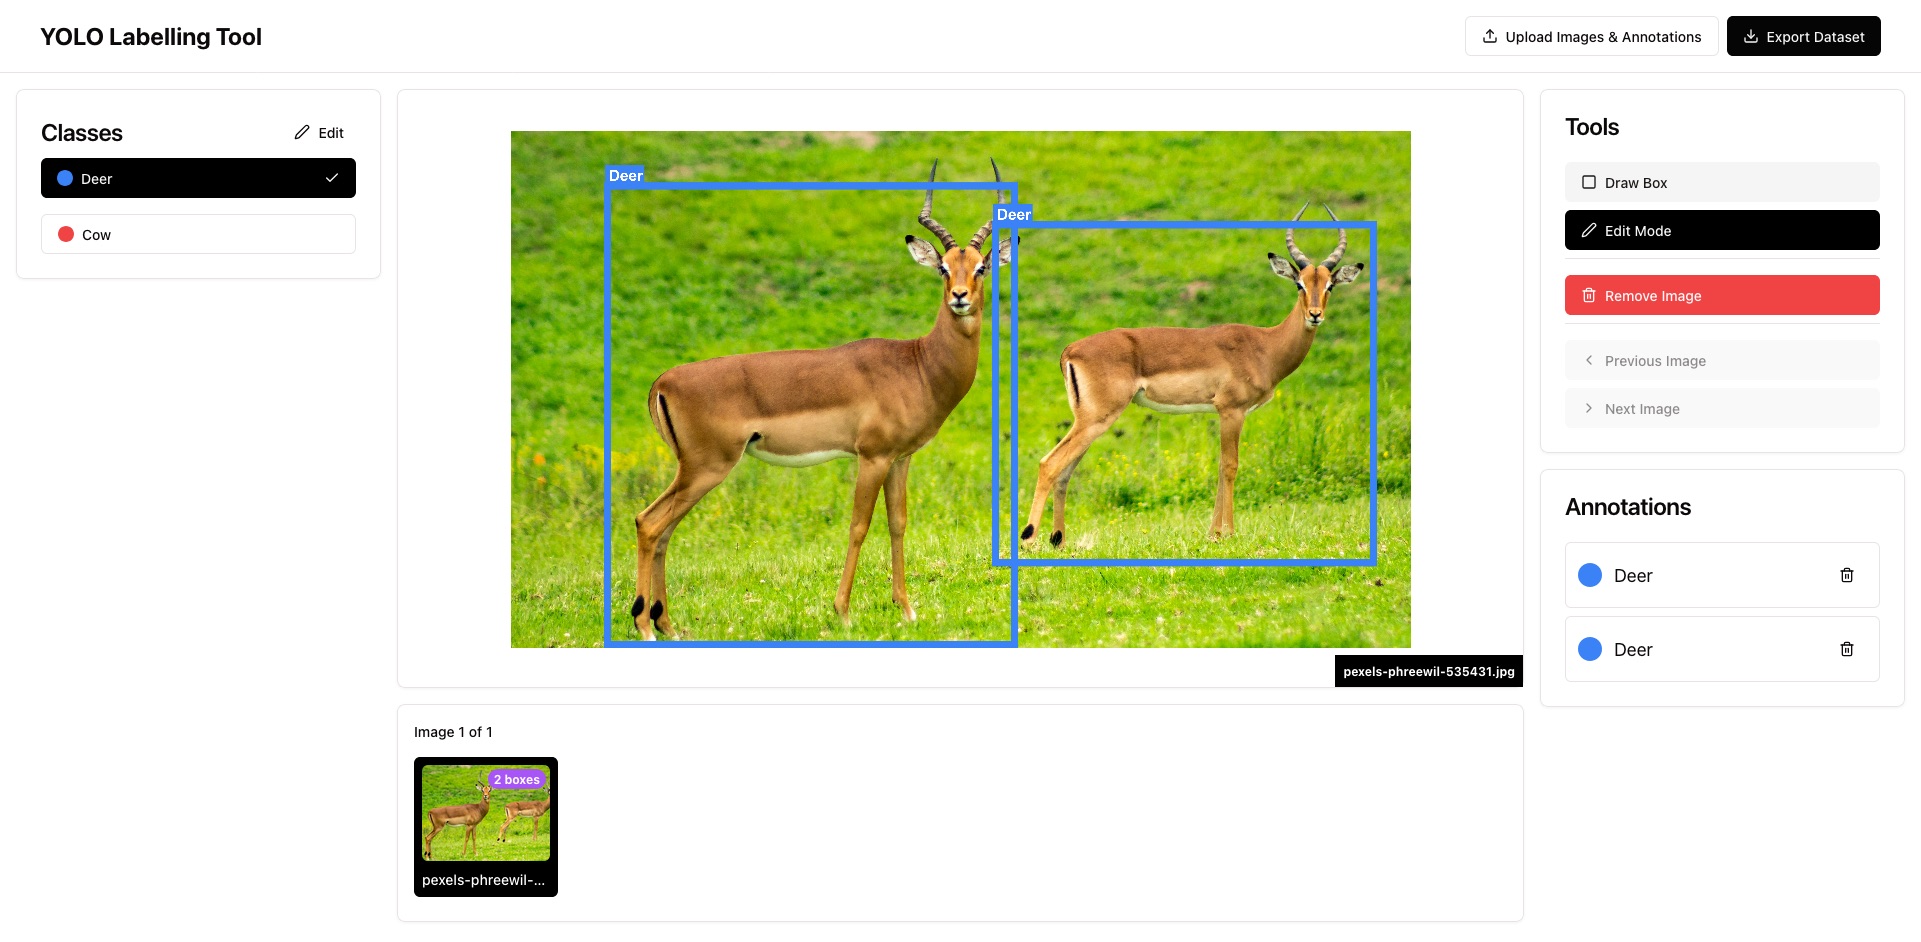 YOLO Labelling Tool
Upload Images & Annotations
Export Dataset
Classes
Edit
Deer
Cow
Deer
Deer
pexels-phreewil-535431.jpg
Image 1 of 1
2 boxes
pexels-phreewil-...
Tools
Draw Box
Edit Mode
Remove Image
Previous Image
Next Image
Annotations
Deer
Deer